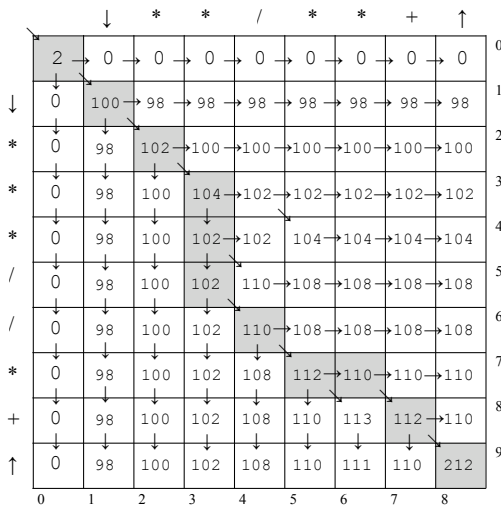 ↓ * * / * * + ↑
2 → 0 → 0 → 0 → 0 → 0 → 0 → 0 → 0 0
↓ 0 100 → 98 → 98 → 98 → 98 → 98 → 98 → 98 1
* 0 98 102 → 100 → 100 → 100 → 100 → 100 → 100 2
* 0 98 100 104 → 102 → 102 → 102 → 102 → 102 3
* 0 98 100 102 → 102 104 → 104 → 104 → 104 4
/ 0 98 100 102 110 → 108 → 108 → 108 → 108 5
/ 0 98 100 102 110 → 108 → 108 → 108 → 108 6
* 0 98 100 102 108 112 → 110 → 110 → 110 7
+ 0 98 100 102 108 110 113 112 → 110 8
↑ 0 98 100 102 108 110 111 110 212 9
0 1 2 3 4 5 6 7 8